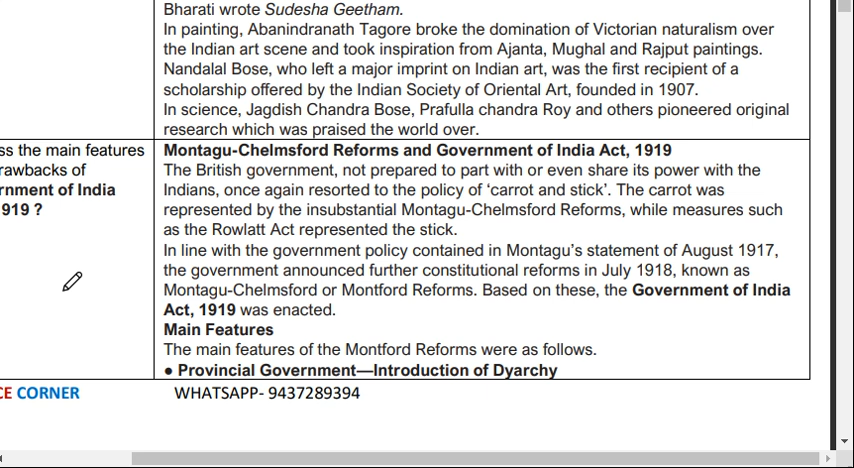 Bharati wrote Sudesha Geetham.
In painting, Abanindranath Tagore broke the domination of Victorian naturalism over
the Indian art scene and took inspiration from Ajanta, Mughal and Rajput paintings.
Nandalal Bose, who left a major imprint on Indian art, was the first recipient of a
scholarship offered by the Indian Society of Oriental Art, founded in 1907.
In science, Jagdish Chandra Bose, Prafulla chandra Roy and others pioneered original
research which was praised the world over.
ss the main features
rawbacks of
rnment of India
919 ?
Montagu-Chelmsford Reforms and Government of India Act, 1919
The British government, not prepared to part with or even share its power with the
Indians, once again resorted to the policy of ‘carrot and stick’. The carrot was
represented by the insubstantial Montagu-Chelmsford Reforms, while measures such
as the Rowlatt Act represented the stick.
In line with the government policy contained in Montagu’s statement of August 1917,
the government announced further constitutional reforms in July 1918, known as
Montagu-Chelmsford or Montford Reforms. Based on these, the Government of India
Act, 1919 was enacted.
Main Features
The main features of the Montford Reforms were as follows.
● Provincial Government—Introduction of Dyarchy
CE CORNER WHATSAPP- 9437289394